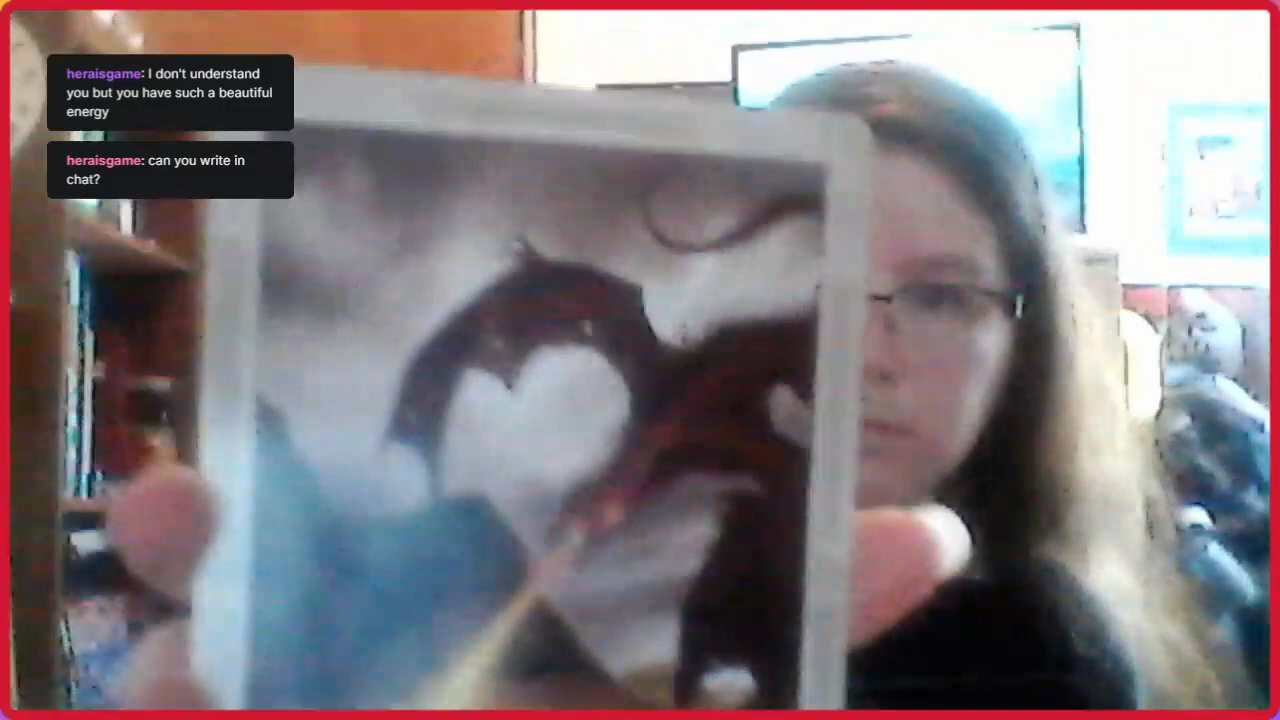 heraisgame: I don't understand
you but you have such a beautiful
energy
heraisgame: can you write in
chat?